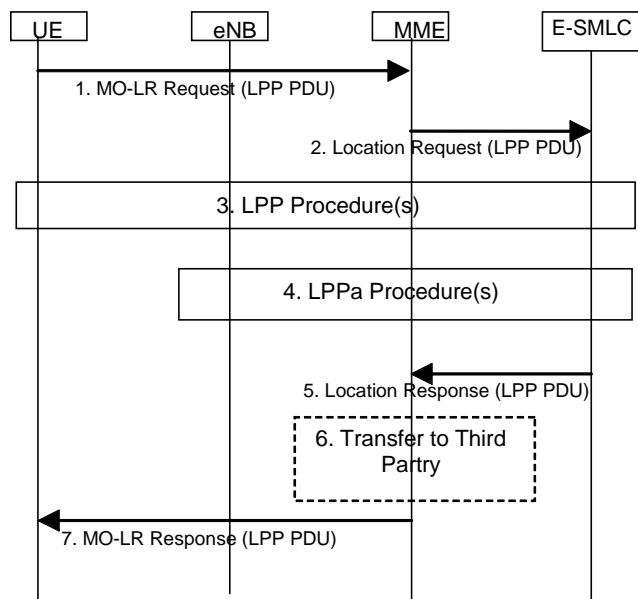 UE
eNB
MME
E-SMLC
1. MO-LR Request (LPP PDU)
2. Location Request (LPP PDU)
3. LPP Procedure(s)
4. LPPa Procedure(s)
5. Location Response (LPP PDU)
6. Transfer to Third
Partry
7. MO-LR Response (LPP PDU)